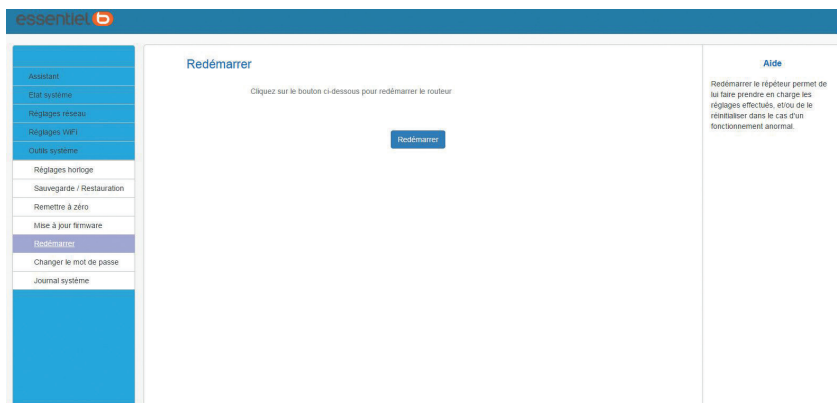 essentiel b
Assistant
Etat système
Réglages réseau
Réglages WiFi
Outils système
Réglages horloge
Sauvegarde / Restauration
Remettre à zéro
Mise à jour firmware
Redémarrer
Changer le mot de passe
Journal système
Redémarrer
Cliquez sur le bouton ci-dessous pour redémarrer le routeur
Redémarrer
Aide
Redémarrer le répéteur permet de
lui faire prendre en charge les
réglages effectués, et/ou de le
réinitialiser dans le cas d'un
fonctionnement anormal.